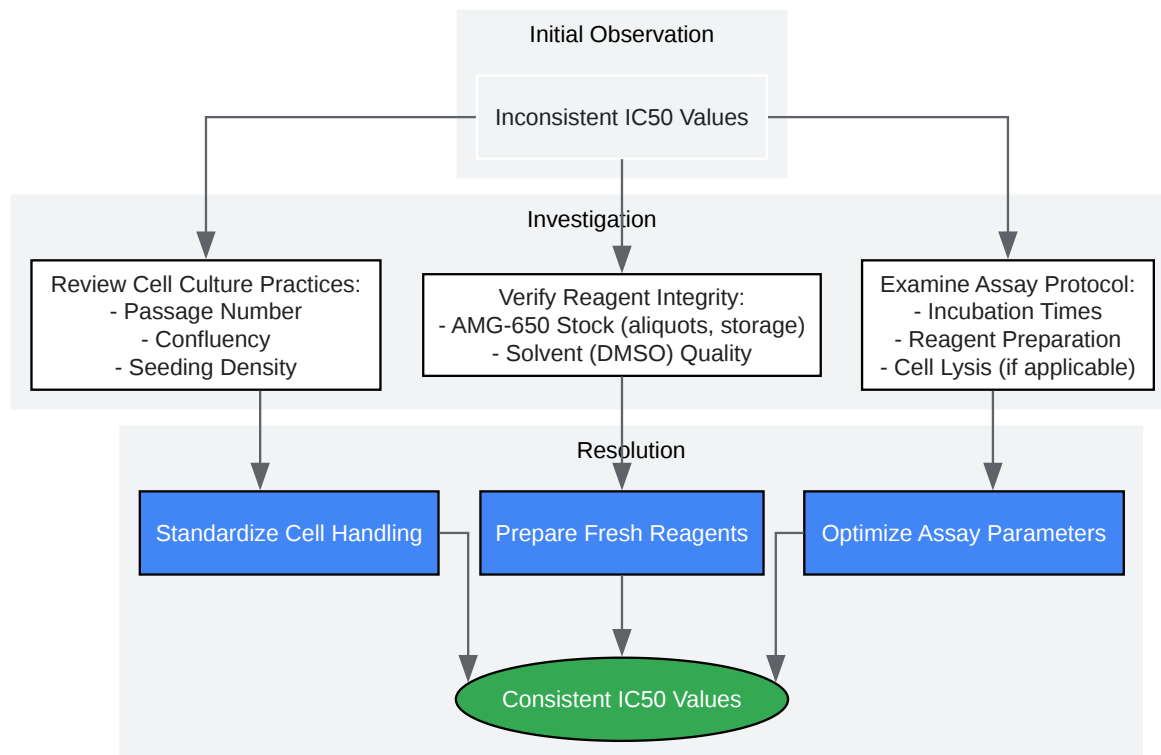 Initial Observation
Inconsistent IC50 Values
Investigation
Review Cell Culture Practices:
- Passage Number
- Confluency
- Seeding Density
Verify Reagent Integrity:
- AMG-650 Stock (aliquots, storage)
- Solvent (DMSO) Quality
Examine Assay Protocol:
- Incubation Times
- Reagent Preparation
- Cell Lysis (if applicable)
Resolution
Standardize Cell Handling
Prepare Fresh Reagents
Optimize Assay Parameters
Consistent IC50 Values